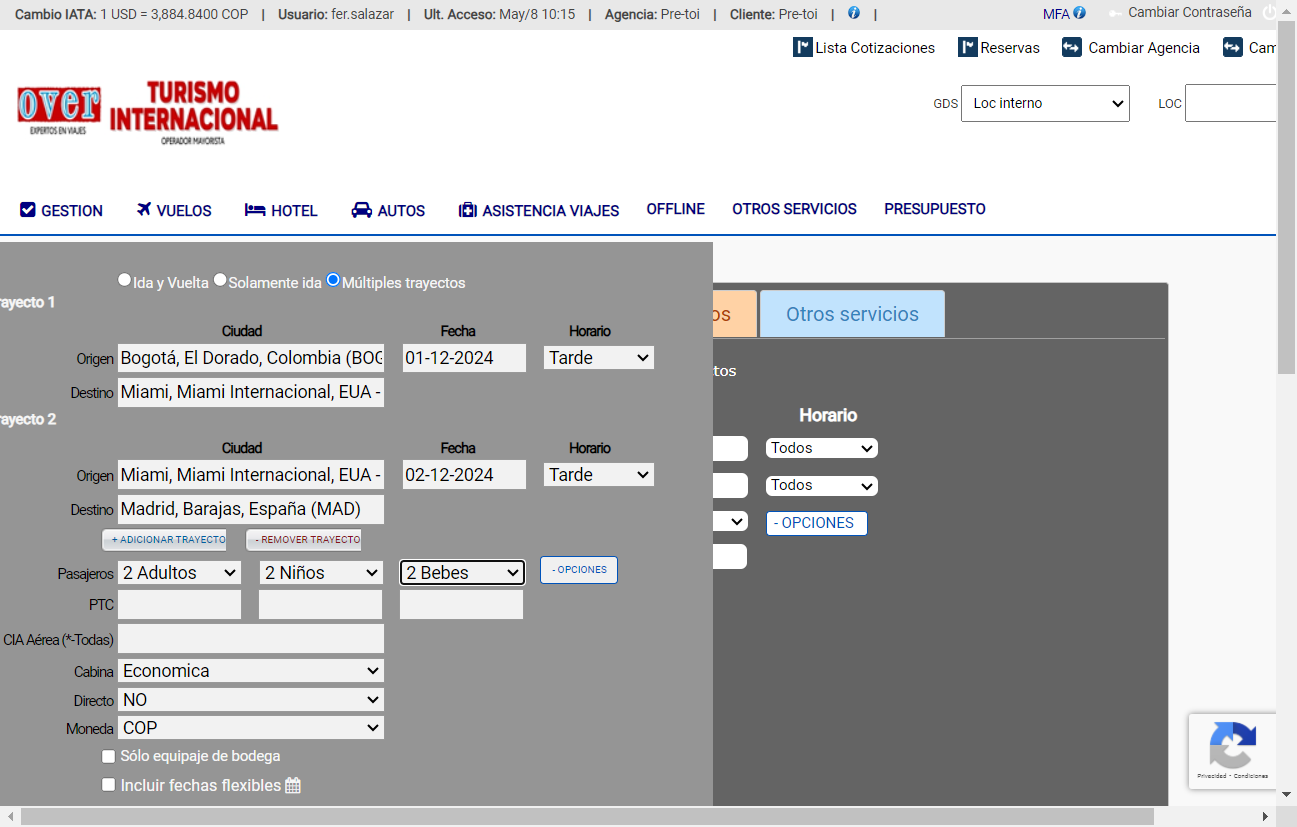 Cambio IATA: 1 USD = 3,884.8400 COP | Usuario: fer.salazar | Ult. Acceso: May/8 10:15 | Agencia: Pre-toi | Cliente: Pre-toi | | MFA Cambiar Contraseña
Lista Cotizaciones Reservas Cambiar Agencia Cam
over
EXPERTOS EN VIAJES
TURISMO
INTERNACIONAL
OPERADOR MAYORISTA
GDS Loc interno LOC
GESTION VUELOS HOTEL AUTOS ASISTENCIA VIAJES OFFLINE OTROS SERVICIOS PRESUPUESTO
Ida y Vuelta Solamente ida Múltiples trayectos
rayecto 1
Ciudad Fecha Horario
Origen Bogotá, El Dorado, Colombia (BOG 01-12-2024 Tarde
Destino Miami, Miami Internacional, EUA -
rayecto 2
Ciudad Fecha Horario
Origen Miami, Miami Internacional, EUA - 02-12-2024 Tarde
Destino Madrid, Barajas, España (MAD)
+ ADICIONAR TRAYECTO - REMOVER TRAYECTO
Pasajeros 2 Adultos 2 Niños 2 Bebes - OPCIONES
PTC
CIA Aérea (*-Todas)
Cabina Economica
Directo NO
Moneda COP
Sólo equipaje de bodega
Incluir fechas flexibles
os Otros servicios
tos
Horario
Todos
Todos
- OPCIONES
Privacidad - Condiciones